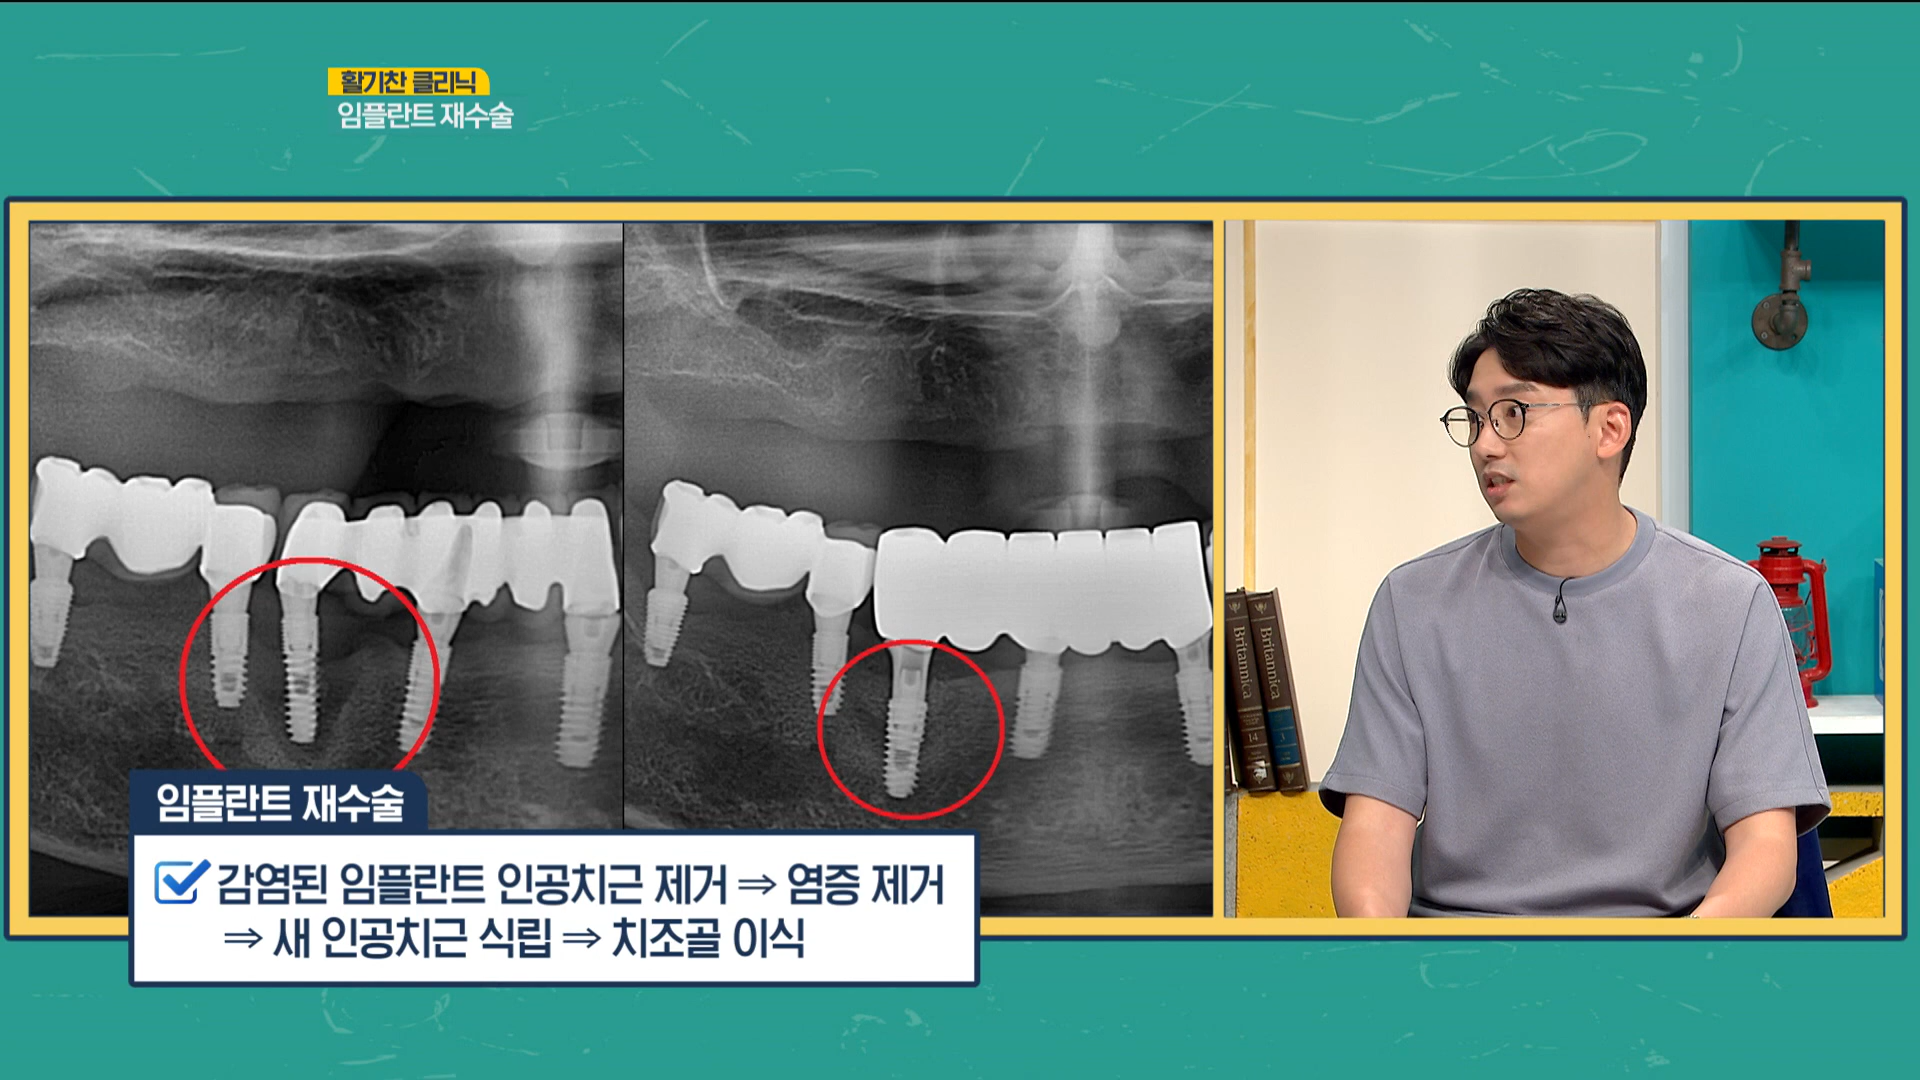 활기찬 클리닉
임플란트 재수술
임플란트 재수술
감염된 임플란트 인공치근 제거 ⇒ 염증 제거
⇒ 새 인공치근 식립 ⇒ 치조골 이식
Britannica
14
Britannica
3